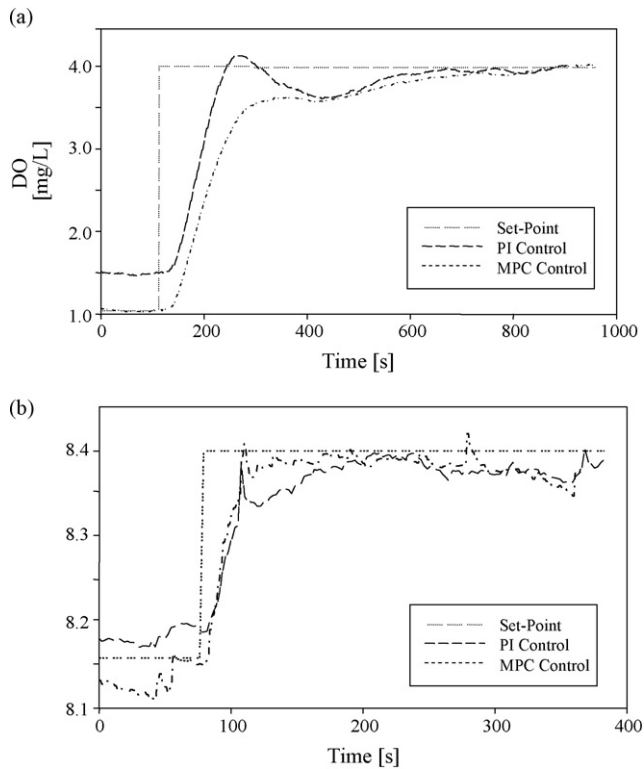 (a)
4.0
3.0
2.0
1.0
DO
[mg/L]
Set-Point
PI Control
MPC Control
0
200
400
600
800
1000
Time [s]
(b)
8.4
8.3
8.2
8.1
Set-Point
PI Control
MPC Control
0
100
200
300
400
Time [s]